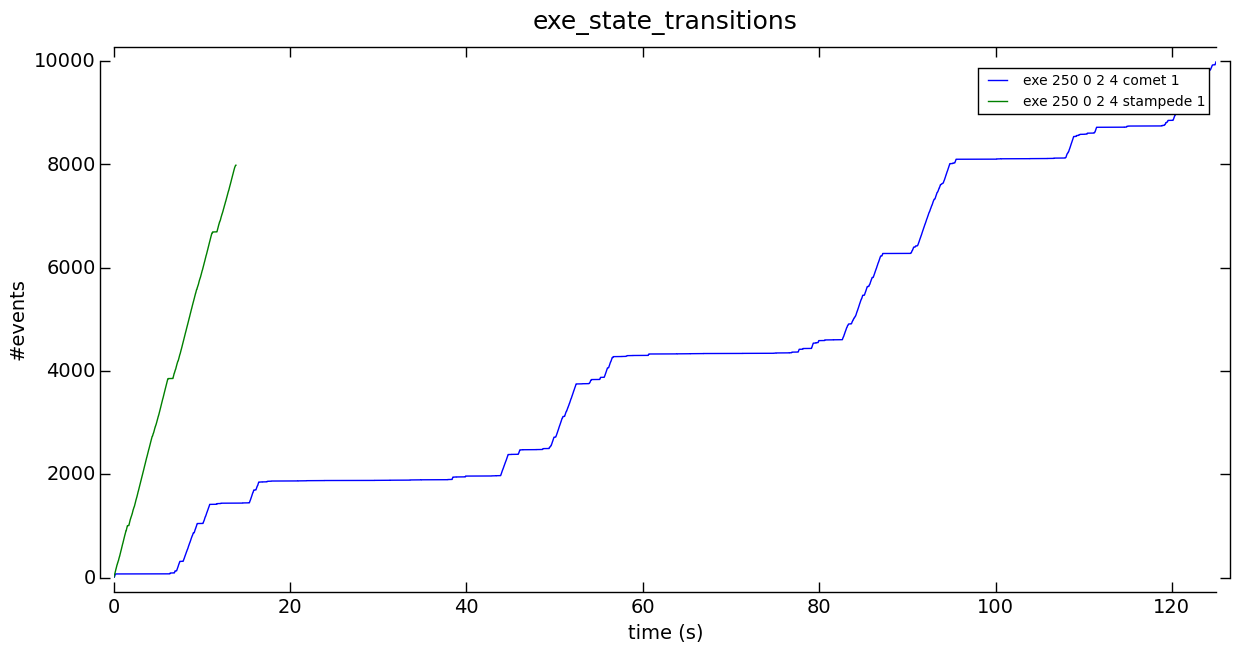 exe_state_transitions
10000
8000
6000
4000
2000
0
#events
exe 250 0 2 4 comet 1
exe 250 0 2 4 stampede 1
0 20 40 60 80 100 120
time (s)